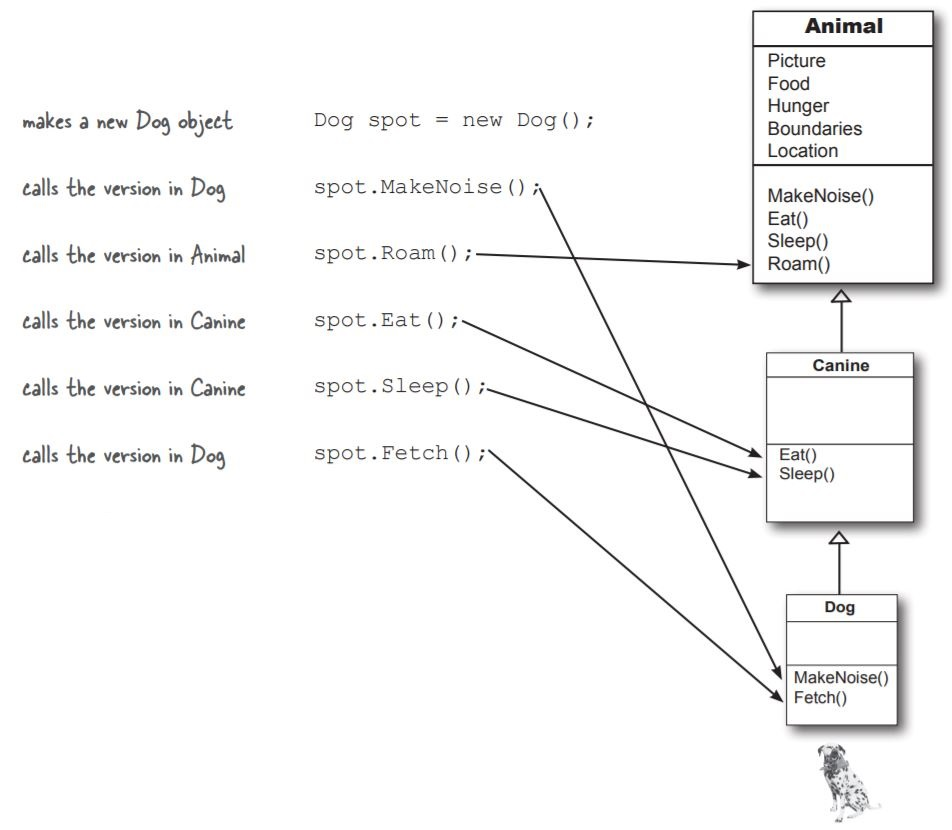 Animal
Picture
Food
Hunger
Boundaries
Location
MakeNoise()
Eat()
Sleep()
Roam()
makes a new Dog object Dog spot = new Dog();
calls the version in Dog spot.MakeNoise();
calls the version in Animal spot.Roam();
calls the version in Canine spot.Eat();
calls the version in Canine spot.Sleep();
calls the version in Dog spot.Fetch();
Canine
Eat()
Sleep()
Dog
MakeNoise()
Fetch()